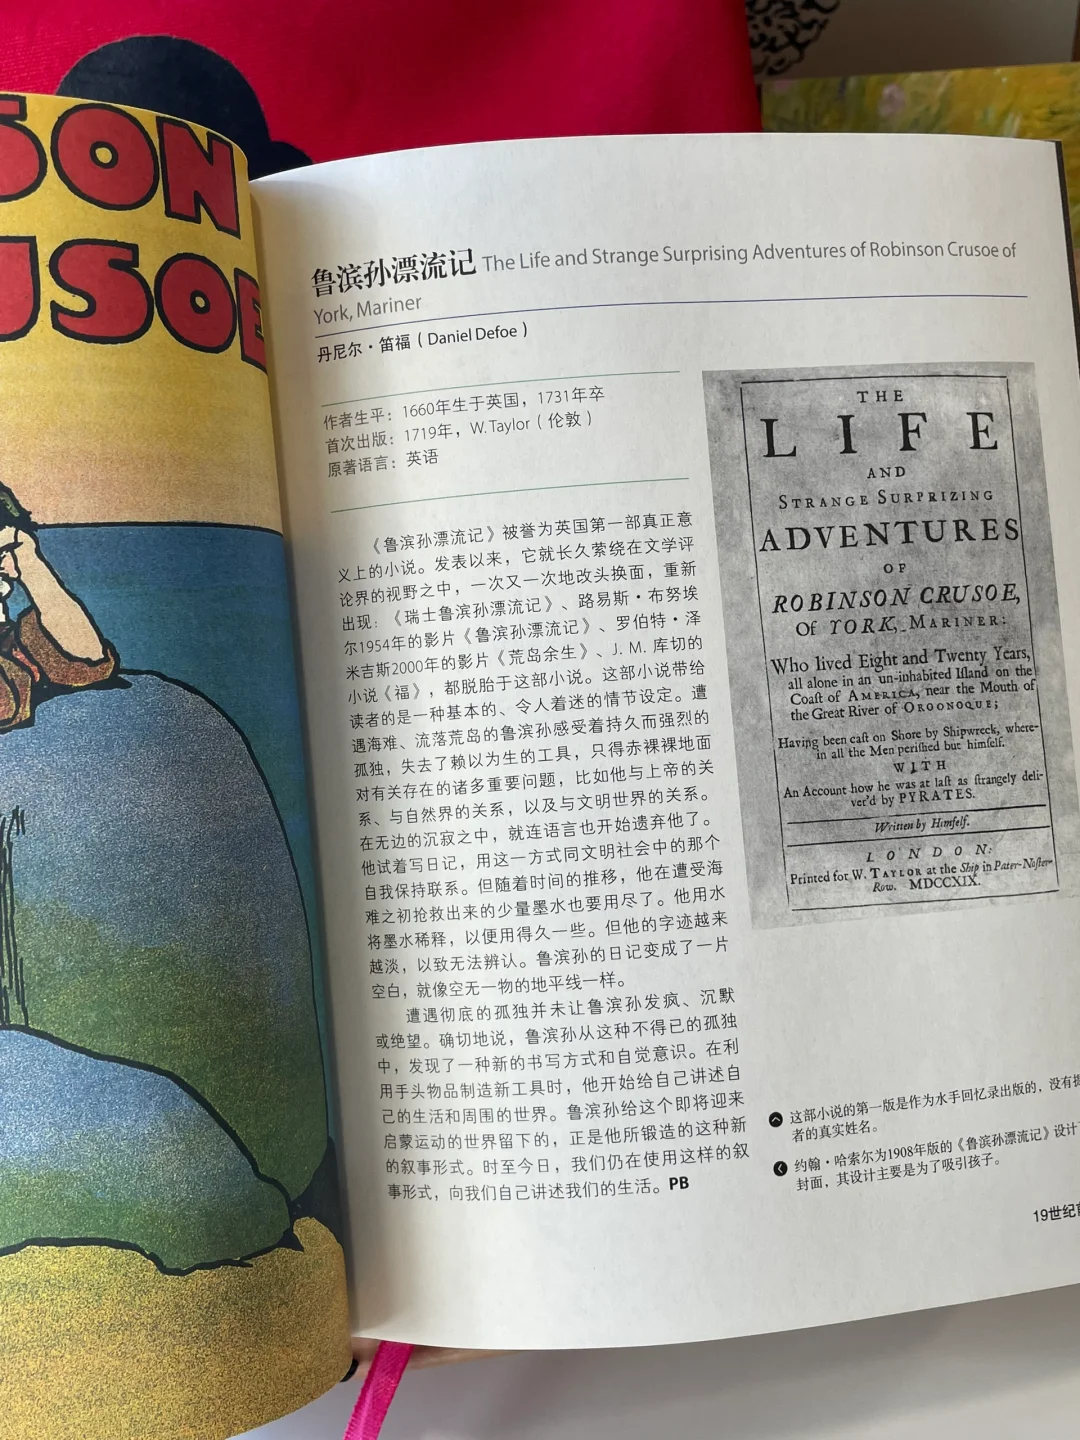 SON
USOE
鲁滨孙漂流记 The Life and Strange Surprising Adventures of Robinson Crusoe of
York, Mariner
丹尼尔·笛福（Daniel Defoe）
作者生平：1660年生于英国，1731年卒
首次出版：1719年，W. Taylor（伦敦）
原著语言：英语
《鲁滨孙漂流记》被誉为英国第一部真正意
义上的小说。发表以来，它就长久萦绕在文学评
论界的视野之中，一次又一次地改头换面，重新
出现：《瑞士鲁滨孙漂流记》、路易斯·布努埃
尔1954年的影片《鲁滨孙漂流记》、罗伯特·泽
米吉斯2000年的影片《荒岛余生》、J. M. 库切的
小说《福》，都脱胎于这部小说。这部小说带给
读者的是一种基本的、令人着迷的情节设定。遭
遇海难、流落荒岛的鲁滨孙感受着持久而强烈的
孤独，失去了赖以为生的工具，只得赤裸裸地面
对有关存在的诸多重要问题，比如他与上帝的关
系、与自然界的关系，以及与文明世界的关系。
在无边的沉寂之中，就连语言也开始遗弃他了。
他试着写日记，用这一方式同文明社会中的那个
自我保持联系。但随着时间的推移，他在遭受海
难之初抢救出来的少量墨水也要用尽了。他用水
将墨水稀释，以便用得久一些。但他的字迹越来
越淡，以致无法辨认。鲁滨孙的日记变成了一片
空白，就像空无一物的地平线一样。
遭遇彻底的孤独并未让鲁滨孙发疯、沉默
或绝望。确切地说，鲁滨孙从这种不得已的孤独
中，发现了一种新的书写方式和自觉意识。在利
用手头物品制造新工具时，他开始给自己讲述自
己的生活和周围的世界。鲁滨孙给这个即将迎来
启蒙运动的世界留下的，正是他所锻造的这种新
的叙事形式。时至今日，我们仍在使用这样的叙
事形式，向我们自己讲述我们的生活。PB
THE
LIFE
AND
STRANGE SURPRIZING
ADVENTURES
OF
ROBINSON CRUSOE,
Of YORK, MARINER:
Who lived Eight and Twenty Years,
all alone in an un-inhabited Iſland on the
Coaſt of AMERICA, near the Mouth of
the Great River of OROONOQUE;
Having been caſt on Shore by Shipwreck, where-
in all the Men periſhed but himſelf.
WITH
An Account how he was at laſt as ſtrangely deli-
ver'd by PYRATES.
Written by Himſelf.
LONDON:
Printed for W. TAYLOR at the Ship in Pater-Noſter-
Row. MDCCXIX.
这部小说的第一版是作为水手回忆录出版的，没有提
者的真实姓名。
约翰·哈索尔为1908年版的《鲁滨孙漂流记》设计
封面，其设计主要是为了吸引孩子。
19世纪